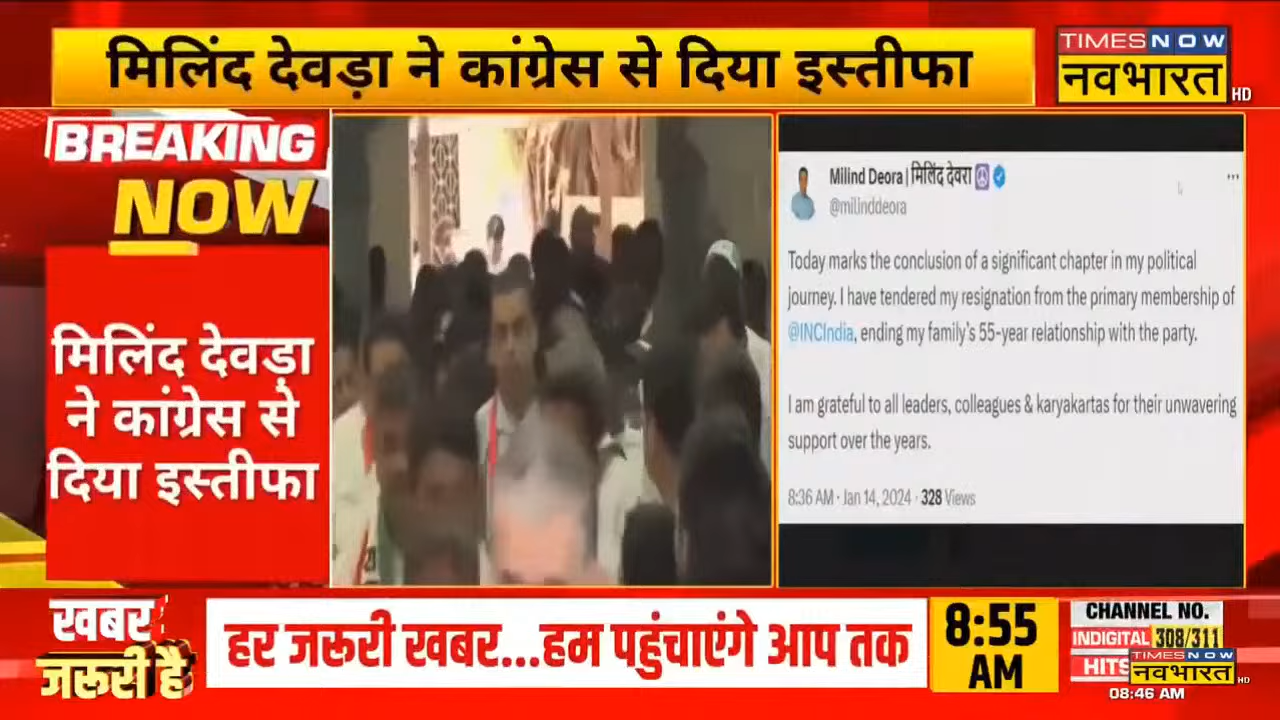 मिलिंद देवड़ा ने कांग्रेस से दिया इस्तीफा
TIMES NOW
नवभारत HD
BREAKING
NOW
मिलिंद देवड़ा
ने कांग्रेस से
दिया इस्तीफा
Milind Deora | मिलिंद देवरा
@milinddeora
Today marks the conclusion of a significant chapter in my political
journey. I have tendered my resignation from the primary membership of
@INCIndia, ending my family's 55-year relationship with the party.
I am grateful to all leaders, colleagues & karyakartas for their unwavering
support over the years.
8:36 AM · Jan 14, 2024 · 328 Views
खबर
जरूरी है
हर जरूरी खबर...हम पहुंचाएंगे आप तक
8:55
AM
CHANNEL NO.
INDIGITAL 308/311
HITS
TIMES NOW
नवभारत HD
08:46 AM